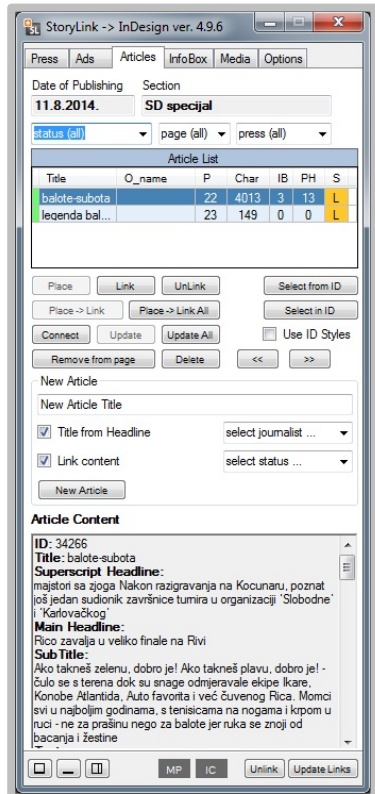 StoryLink -> InDesign ver. 4.9.6
Press Ads Articles InfoBox Media Options
Date of Publishing Section
11.8.2014. SD specijal
status (all) page (all) press (all)
Article List
Title O_name P Char IB PH S
balote-subota 22 4013 3 13 L
legenda bal... 23 149 0 0 L
Place Link UnLink Select from ID
Place -> Link Place -> Link All Select in ID
Connect Update Update All Use ID Styles
Remove from page Delete << >>
New Article
New Article Title
Title from Headline select journalist ...
Link content select status ...
New Article
Article Content
ID: 34266
Title: balote-subota
Superscript Headline:
majstori sa zjoga Nakon razigravanja na Kocunaru, poznat
još jedan sudionik završnice turnira u organizaciji `Slobodne`
i `Karlovačkog`
Main Headline:
Rico zavalja u veliko finale na Rivi
SubTitle:
Ako takneš zelenu, dobro je! Ako takneš plavu, dobro je! -
čulo se s terena dok su snage odmjeravale ekipe Ikare,
Konobe Atlantida, Auto favorita i već čuvenog Rica. Momci
svi u najboljim godinama, s tenisicama na nogama i krpom u
ruci - ne za prašinu nego za balote jer ruka se znoji od
bacanja i žestine
MP IC Unlink Update Links